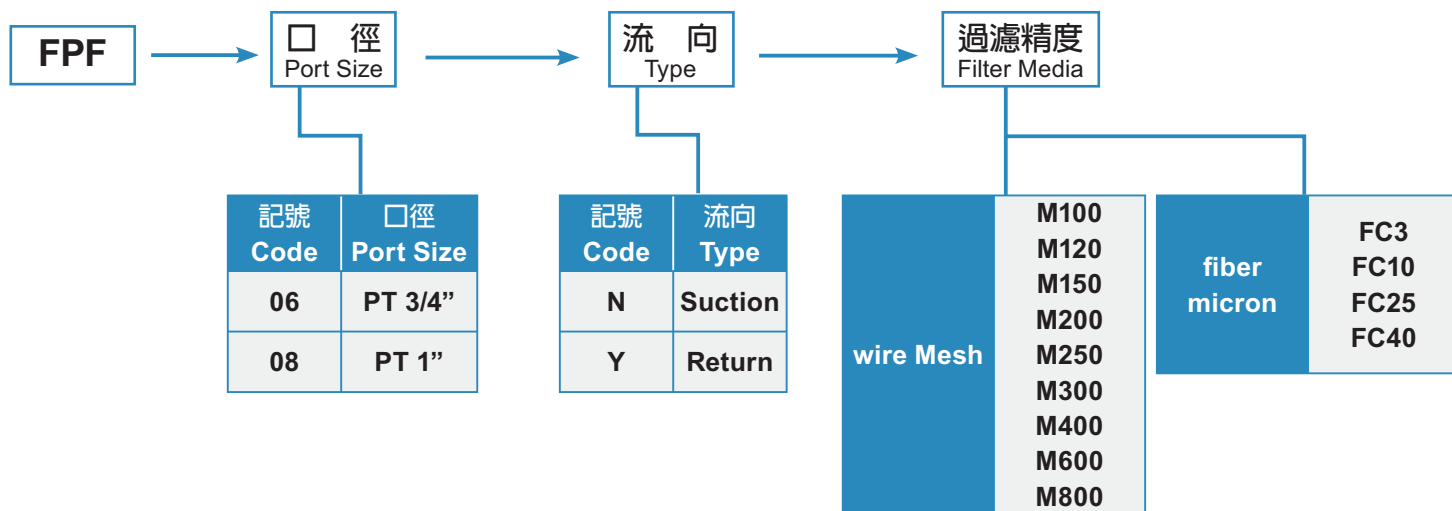 FPF
口 徑
Port Size
流 向
Type
過濾精度
Filter Media
記號 口徑
Code Port Size
06 PT 3/4”
08 PT 1”
記號 流向
Code Type
N Suction
Y Return
wire Mesh
M100
M120
M150
M200
M250
M300
M400
M600
M800
fiber
micron
FC3
FC10
FC25
FC40